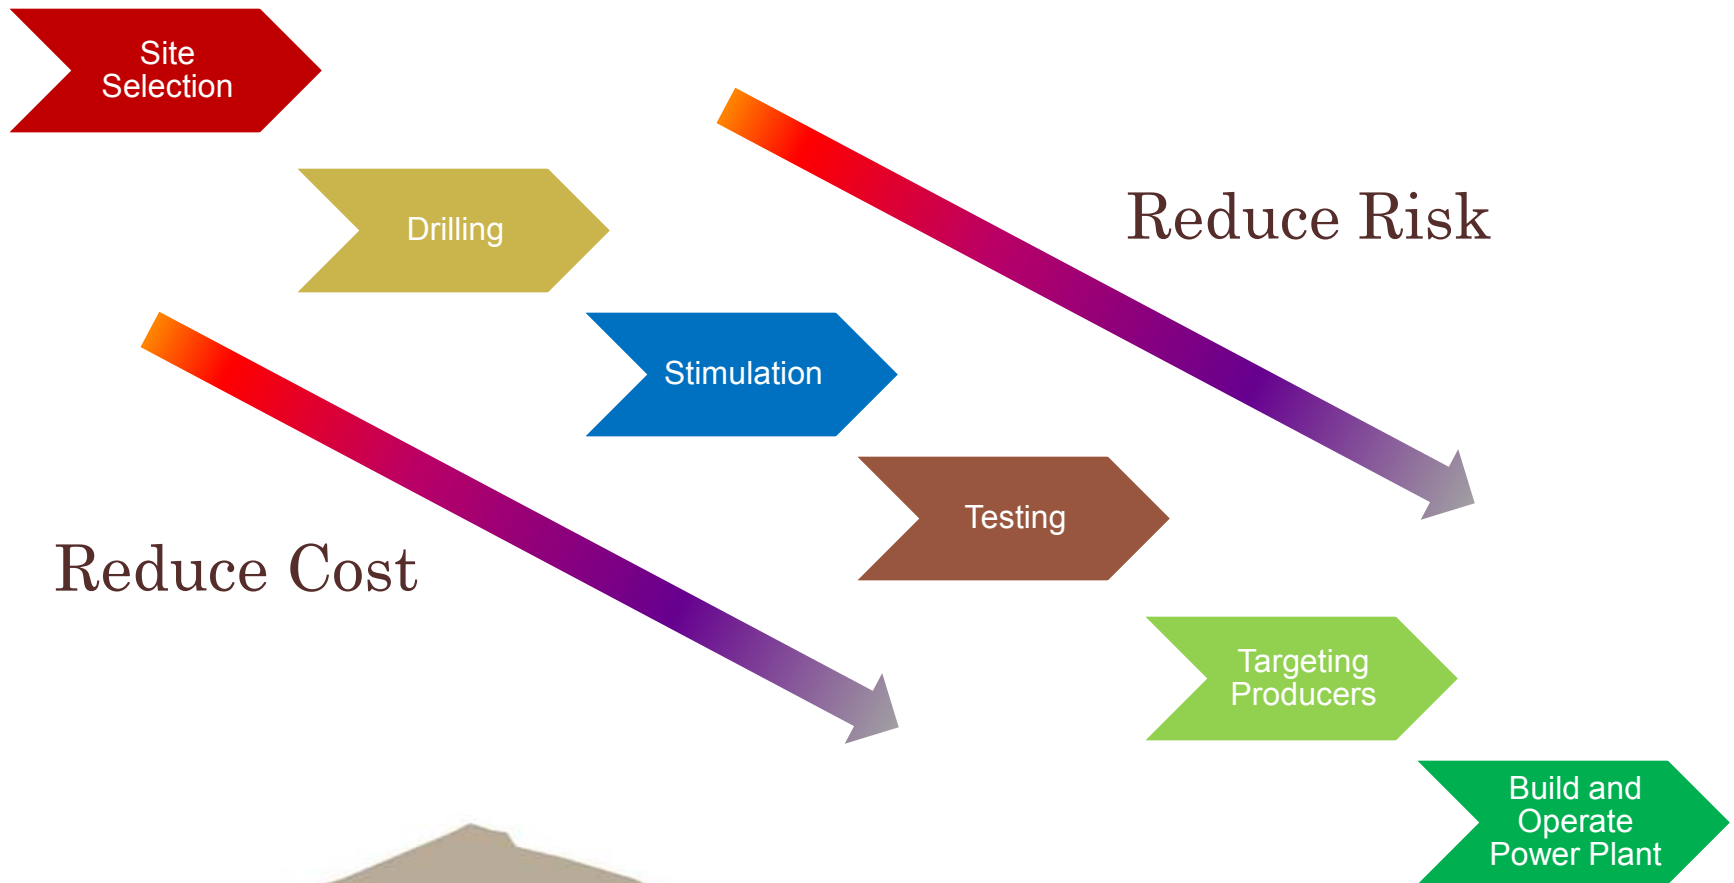 Site
Selection
Reduce Risk
Drilling
Stimulation
Testing
Reduce Cost
Targeting
Producers
Build and
Operate
Power Plant